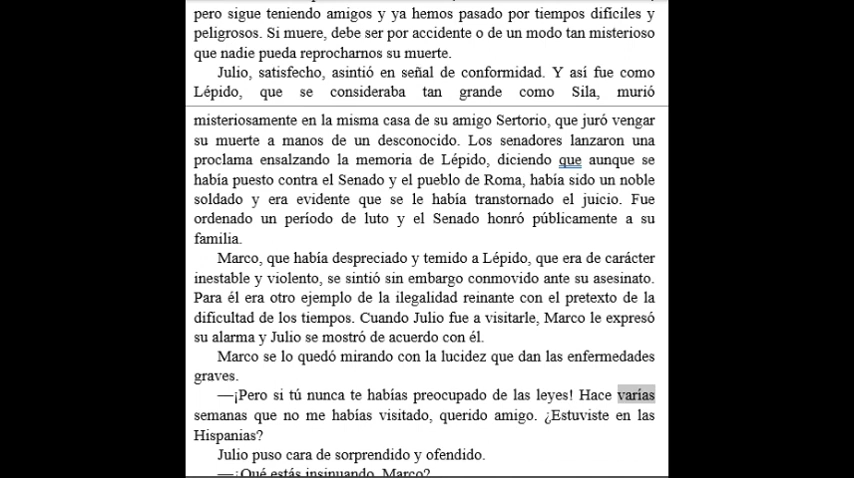 pero sigue teniendo amigos y ya hemos pasado por tiempos difíciles y
peligrosos. Si muere, debe ser por accidente o de un modo tan misterioso
que nadie pueda reprocharnos su muerte.
Julio, satisfecho, asintió en señal de conformidad. Y así fue como
Lépido, que se consideraba tan grande como Sila, murió
misteriosamente en la misma casa de su amigo Sertorio, que juró vengar
su muerte a manos de un desconocido. Los senadores lanzaron una
proclama ensalzando la memoria de Lépido, diciendo que aunque se
había puesto contra el Senado y el pueblo de Roma, había sido un noble
soldado y era evidente que se le había transtornado el juicio. Fue
ordenado un período de luto y el Senado honró públicamente a su
familia.
Marco, que había despreciado y temido a Lépido, que era de carácter
inestable y violento, se sintió sin embargo conmovido ante su asesinato.
Para él era otro ejemplo de la ilegalidad reinante con el pretexto de la
dificultad de los tiempos. Cuando Julio fue a visitarle, Marco le expresó
su alarma y Julio se mostró de acuerdo con él.
Marco se lo quedó mirando con la lucidez que dan las enfermedades
graves.
—¡Pero si tú nunca te habías preocupado de las leyes! Hace varías
semanas que no me habías visitado, querido amigo. ¿Estuviste en las
Hispanias?
Julio puso cara de sorprendido y ofendido.
—¿Qué estás insinuando, Marco?